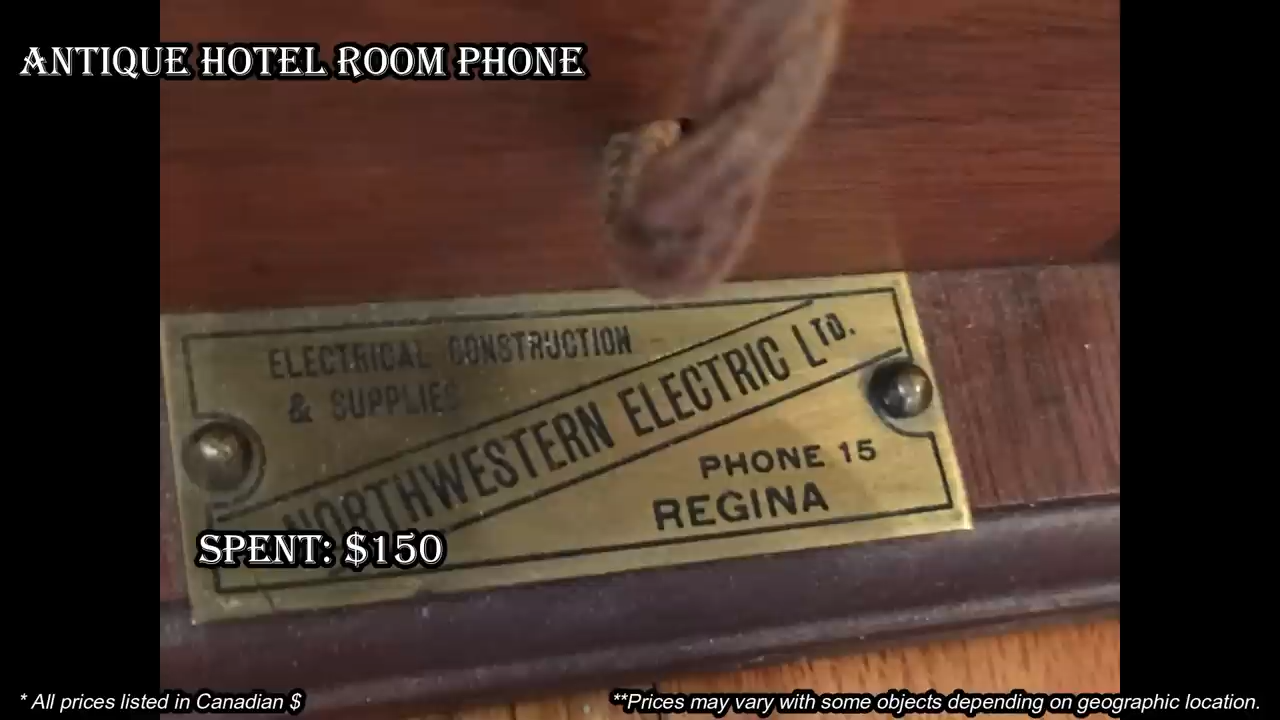 ANTIQUE HOTEL ROOM PHONE
ELECTRICAL CONSTRUCTION
& SUPPLIES
NORTHWESTERN ELECTRIC LTD.
PHONE 15
REGINA
SPENT: $150
* All prices listed in Canadian $
**Prices may vary with some objects depending on geographic location.